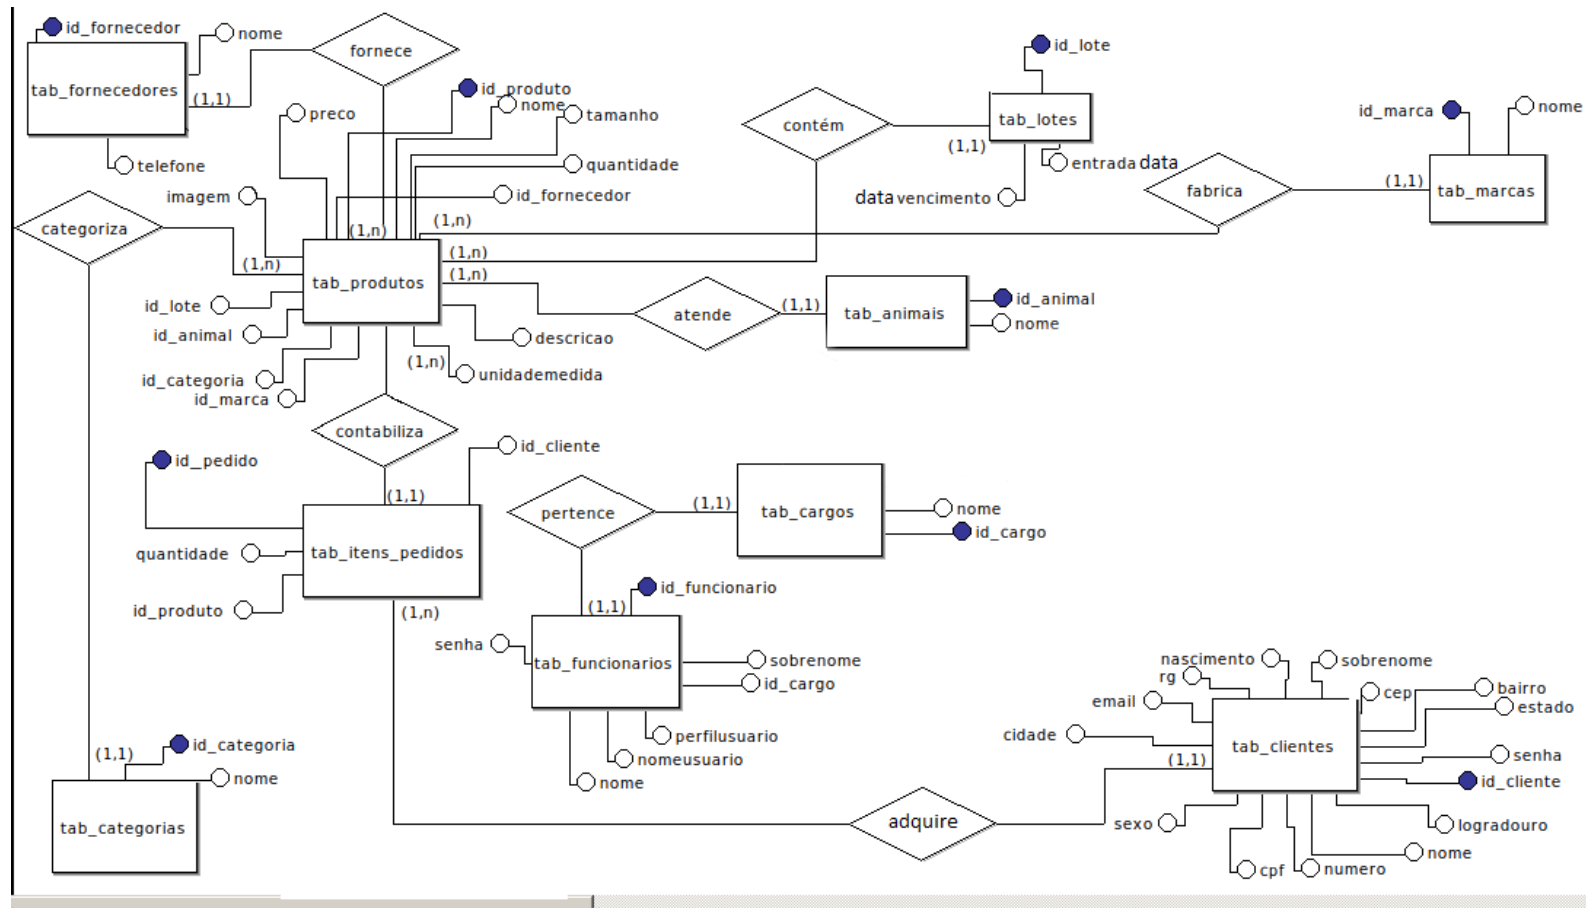 id_fornecedor
nome
fornece
tab_fornecedores
(1,1)
telefone
id_produto
nome
preco
tamanho
quantidade
id_fornecedor
imagem
id_lote
contém
tab_lotes
(1,1)
entrada data
data vencimento
id_marca
nome
fabrica
(1,1)
tab_marcas
categoriza
(1,n)
(1,n)
(1,n)
(1,n)
(1,n)
tab_produtos
id_lote
id_animal
id_categoria
id_marca
descricao
(1,n)
unidademedida
atende
(1,1)
tab_animais
id_animal
nome
contabiliza
id_cliente
id_pedido
(1,1)
quantidade
tab_itens_pedidos
id_produto
(1,n)
pertence
(1,1)
tab_cargos
nome
id_cargo
id_funcionario
(1,1)
senha
tab_funcionarios
sobrenome
id_cargo
perfilusuario
nomeusuario
nome
(1,1)
id_categoria
nome
tab_categorias
adquire
nascimento
sobrenome
rg
cep
bairro
email
estado
cidade
tab_clientes
(1,1)
senha
id_cliente
sexo
logradouro
nome
cpf
numero